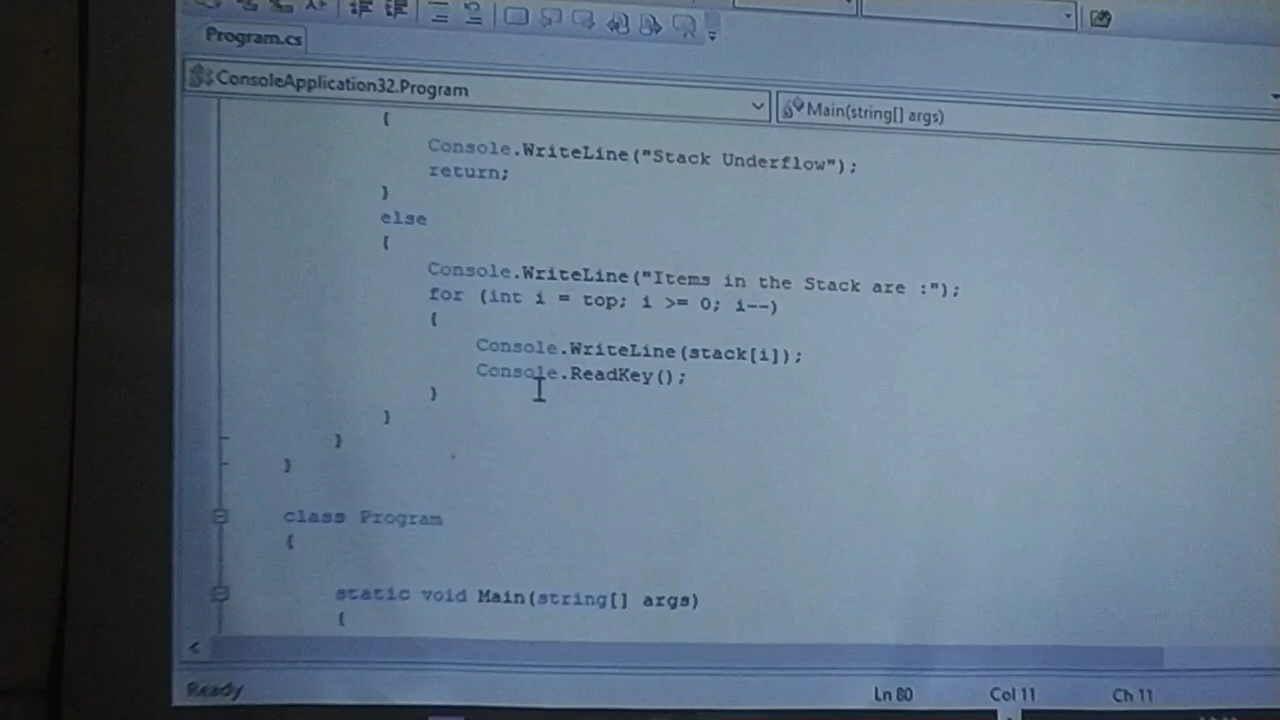 Program.cs
ConsoleApplication32.Program
Main(string[] args)
{
Console.WriteLine("Stack Underflow");
return;
}
else
{
Console.WriteLine("Items in the Stack are :");
for (int i = top; i >= 0; i--)
{
Console.WriteLine(stack[i]);
Console.ReadKey();
}
}
}
}
class Program
{
static void Main(string[] args)
{
Ready
Ln 80
Col 11
Ch 11